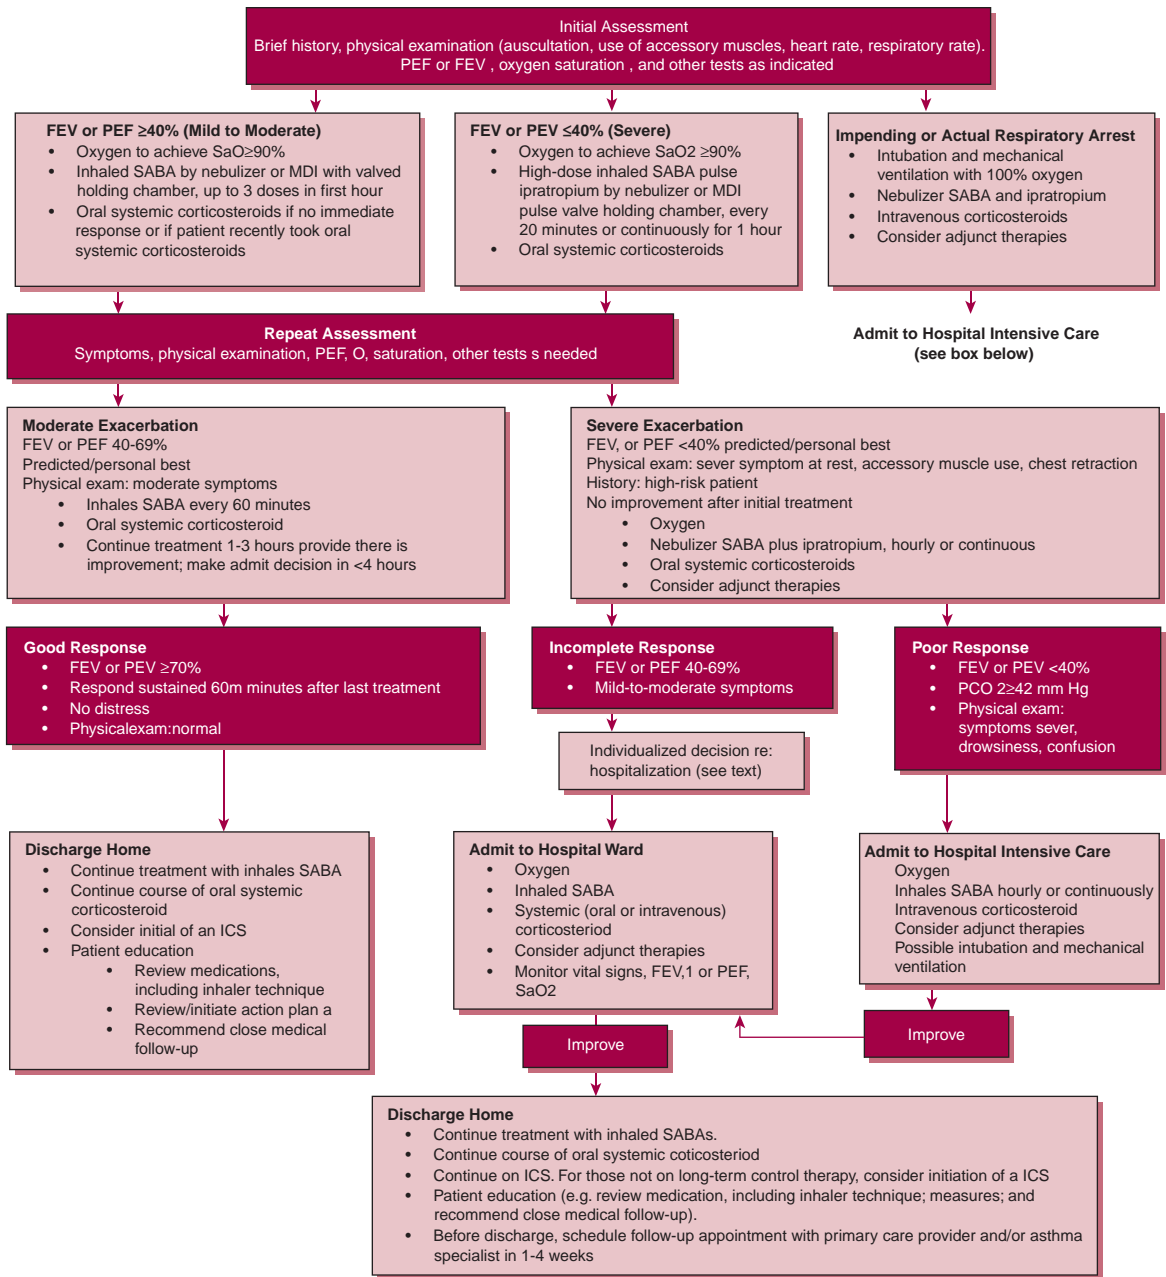 Initial Assessment
Brief history, physical examination (auscultation, use of accessory muscles, heart rate, respiratory rate).
PEF or FEV , oxygen saturation , and other tests as indicated
FEV or PEF ≥40% (Mild to Moderate)
• Oxygen to achieve SaO≥90%
• Inhaled SABA by nebulizer or MDI with valved
holding chamber, up to 3 doses in first hour
• Oral systemic corticosteroids if no immediate
response or if patient recently took oral
systemic corticosteroids
FEV or PEV ≤40% (Severe)
• Oxygen to achieve SaO2 ≥90%
• High-dose inhaled SABA pulse
ipratropium by nebulizer or MDI
pulse valve holding chamber, every
20 minutes or continuously for 1 hour
• Oral systemic corticosteroids
Impending or Actual Respiratory Arrest
• Intubation and mechanical
ventilation with 100% oxygen
• Nebulizer SABA and ipratropium
• Intravenous corticosteroids
• Consider adjunct therapies
Repeat Assessment
Symptoms, physical examination, PEF, O, saturation, other tests s needed
Admit to Hospital Intensive Care
(see box below)
Moderate Exacerbation
FEV or PEF 40-69%
Predicted/personal best
Physical exam: moderate symptoms
• Inhales SABA every 60 minutes
• Oral systemic corticosteroid
• Continue treatment 1-3 hours provide there is
improvement; make admit decision in <4 hours
Severe Exacerbation
FEV, or PEF <40% predicted/personal best
Physical exam: sever symptom at rest, accessory muscle use, chest retraction
History: high-risk patient
No improvement after initial treatment
• Oxygen
• Nebulizer SABA plus ipratropium, hourly or continuous
• Oral systemic corticosteroids
• Consider adjunct therapies
Good Response
• FEV or PEV ≥70%
• Respond sustained 60m minutes after last treatment
• No distress
• Physicalexam:normal
Incomplete Response
• FEV or PEF 40-69%
• Mild-to-moderate symptoms
Poor Response
• FEV or PEV <40%
• PCO 2≥42 mm Hg
• Physical exam:
symptoms sever,
drowsiness, confusion
Individualized decision re:
hospitalization (see text)
Discharge Home
• Continue treatment with inhales SABA
• Continue course of oral systemic
corticosteroid
• Consider initial of an ICS
• Patient education
• Review medications,
including inhaler technique
• Review/initiate action plan a
• Recommend close medical
follow-up
Admit to Hospital Ward
• Oxygen
• Inhaled SABA
• Systemic (oral or intravenous)
corticosteriod
• Consider adjunct therapies
• Monitor vital signs, FEV,1 or PEF,
SaO2
Admit to Hospital Intensive Care
Oxygen
Inhales SABA hourly or continuously
Intravenous corticosteroid
Consider adjunct therapies
Possible intubation and mechanical
ventilation
Improve
Improve
Discharge Home
• Continue treatment with inhaled SABAs.
• Continue course of oral systemic coticosteriod
• Continue on ICS. For those not on long-term control therapy, consider initiation of a ICS
• Patient education (e.g. review medication, including inhaler technique; measures; and
recommend close medical follow-up).
• Before discharge, schedule follow-up appointment with primary care provider and/or asthma
specialist in 1-4 weeks